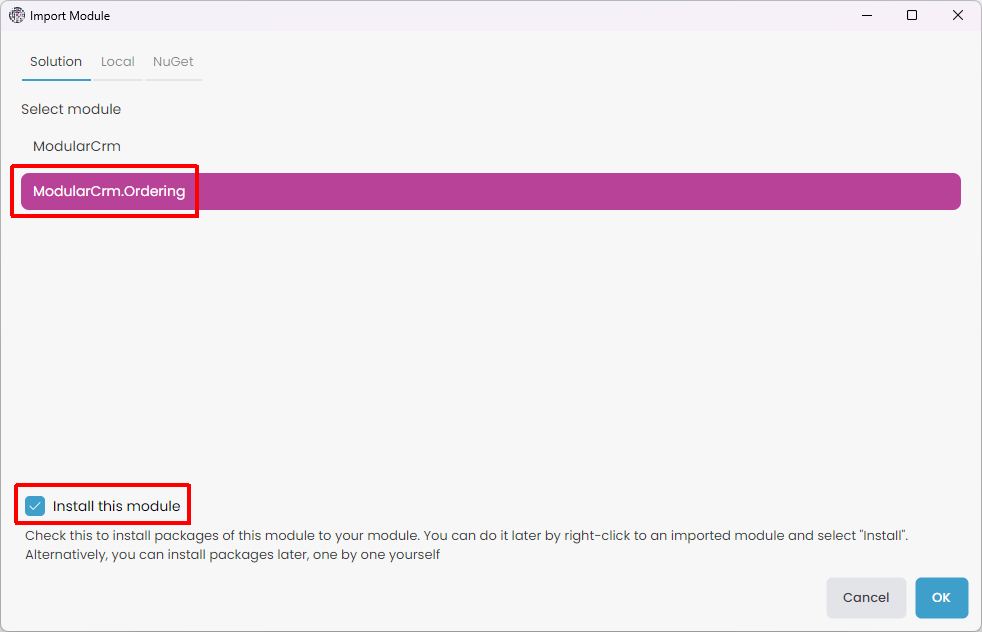 Import Module
Solution Local NuGet
Select module
ModularCrm
ModularCrm.Ordering
Install this module
Check this to install packages of this module to your module. You can do it later by right-click to an imported module and select "Install".
Alternatively, you can install packages later, one by one yourself
Cancel OK